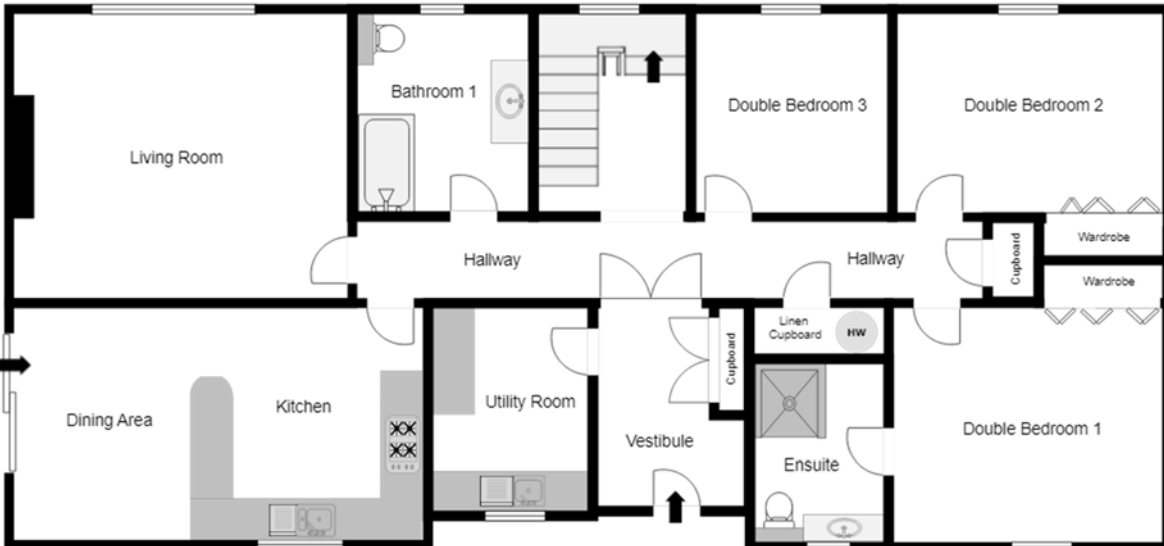 Bathroom 1
Double Bedroom 3
Double Bedroom 2
Living Room
Hallway
Hallway
Cupboard
Wardrobe
Wardrobe
Linen
Cupboard
HW
Cupboard
Dining Area
Kitchen
Utility Room
Vestibule
Ensuite
Double Bedroom 1